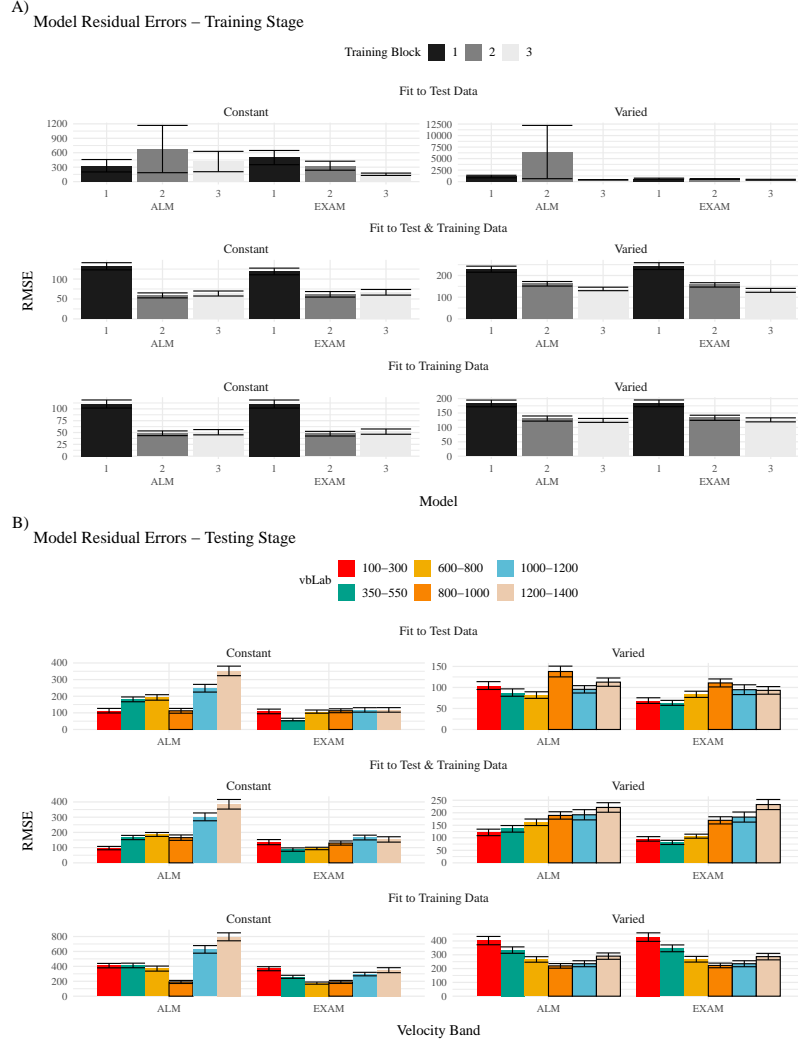 A)
Model Residual Errors – Training Stage
Training Block 1 2 3
Fit to Test Data
Constant Varied
1200
900
600
300
0
12500
10000
7500
5000
2500
0
1 2 3 1 2 3 1 2 3 1 2 3
ALM EXAM ALM EXAM
Fit to Test & Training Data
Constant Varied
100
50
0
200
100
0
1 2 3 1 2 3 1 2 3 1 2 3
ALM EXAM ALM EXAM
RMSE
Fit to Training Data
Constant Varied
100
75
50
25
0
200
150
100
50
0
1 2 3 1 2 3 1 2 3 1 2 3
ALM EXAM ALM EXAM
Model
B)
Model Residual Errors – Testing Stage
vbLab 100–300 600–800 1000–1200
350–550 800–1000 1200–1400
Fit to Test Data
Constant Varied
400
300
200
100
0
150
100
50
0
ALM EXAM ALM EXAM
Fit to Test & Training Data
Constant Varied
400
300
200
100
0
250
200
150
100
50
0
ALM EXAM ALM EXAM
RMSE
Fit to Training Data
Constant Varied
800
600
400
200
0
400
300
200
100
0
ALM EXAM ALM EXAM
Velocity Band